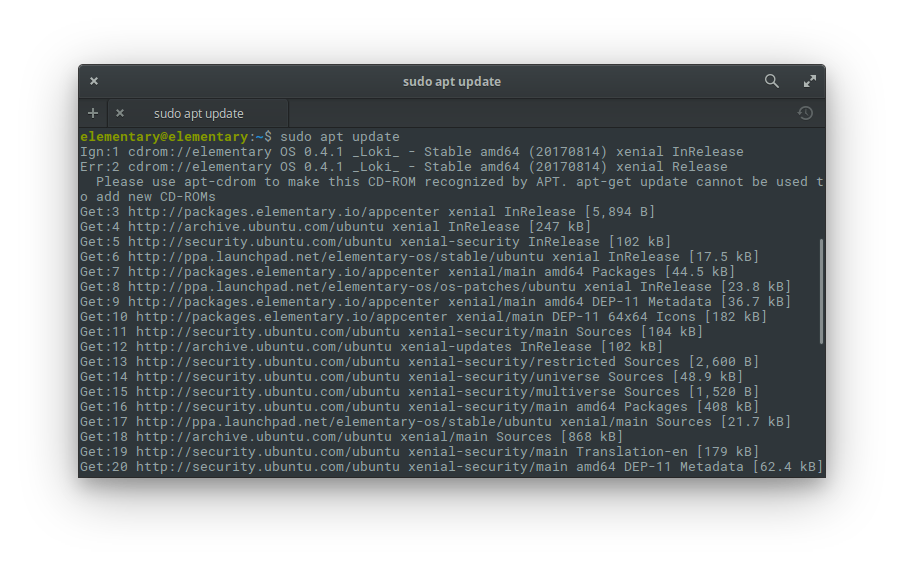 sudo apt update
sudo apt update
elementary@elementary:~$ sudo apt update
Ign:1 cdrom://elementary OS 0.4.1 _Loki_ - Stable amd64 (20170814) xenial InRelease
Err:2 cdrom://elementary OS 0.4.1 _Loki_ - Stable amd64 (20170814) xenial Release
  Please use apt-cdrom to make this CD-ROM recognized by APT. apt-get update cannot be used t
o add new CD-ROMs
Get:3 http://packages.elementary.io/appcenter xenial InRelease [5,894 B]
Get:4 http://archive.ubuntu.com/ubuntu xenial InRelease [247 kB]
Get:5 http://security.ubuntu.com/ubuntu xenial-security InRelease [102 kB]
Get:6 http://ppa.launchpad.net/elementary-os/stable/ubuntu xenial InRelease [17.5 kB]
Get:7 http://packages.elementary.io/appcenter xenial/main amd64 Packages [44.5 kB]
Get:8 http://ppa.launchpad.net/elementary-os/os-patches/ubuntu xenial InRelease [23.8 kB]
Get:9 http://packages.elementary.io/appcenter xenial/main amd64 DEP-11 Metadata [36.7 kB]
Get:10 http://packages.elementary.io/appcenter xenial/main DEP-11 64x64 Icons [182 kB]
Get:11 http://security.ubuntu.com/ubuntu xenial-security/main Sources [104 kB]
Get:12 http://archive.ubuntu.com/ubuntu xenial-updates InRelease [102 kB]
Get:13 http://security.ubuntu.com/ubuntu xenial-security/restricted Sources [2,600 B]
Get:14 http://security.ubuntu.com/ubuntu xenial-security/universe Sources [48.9 kB]
Get:15 http://security.ubuntu.com/ubuntu xenial-security/multiverse Sources [1,520 B]
Get:16 http://security.ubuntu.com/ubuntu xenial-security/main amd64 Packages [408 kB]
Get:17 http://ppa.launchpad.net/elementary-os/stable/ubuntu xenial/main Sources [21.7 kB]
Get:18 http://archive.ubuntu.com/ubuntu xenial/main Sources [868 kB]
Get:19 http://security.ubuntu.com/ubuntu xenial-security/main Translation-en [179 kB]
Get:20 http://security.ubuntu.com/ubuntu xenial-security/main amd64 DEP-11 Metadata [62.4 kB]